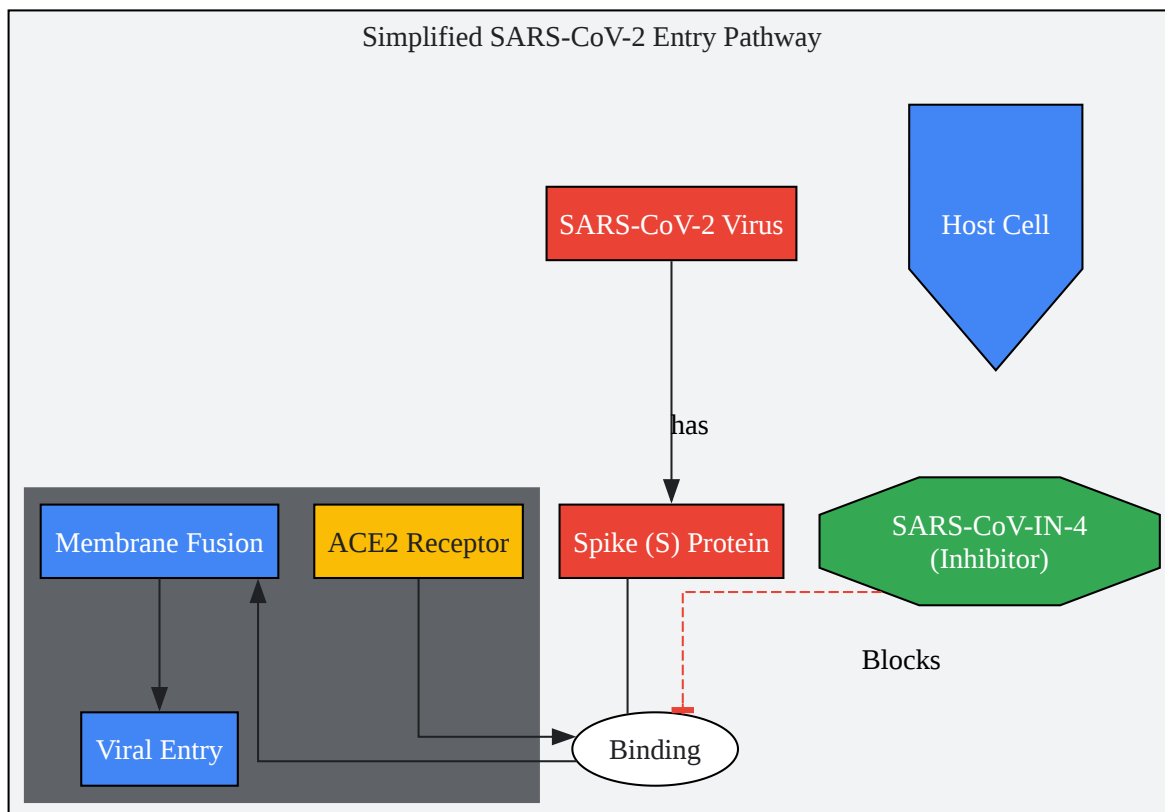 Simplified SARS-CoV-2 Entry Pathway
SARS-CoV-2 Virus
Host Cell
has
Membrane Fusion
ACE2 Receptor
Spike (S) Protein
SARS-CoV-IN-4
(Inhibitor)
Blocks
Viral Entry
Binding